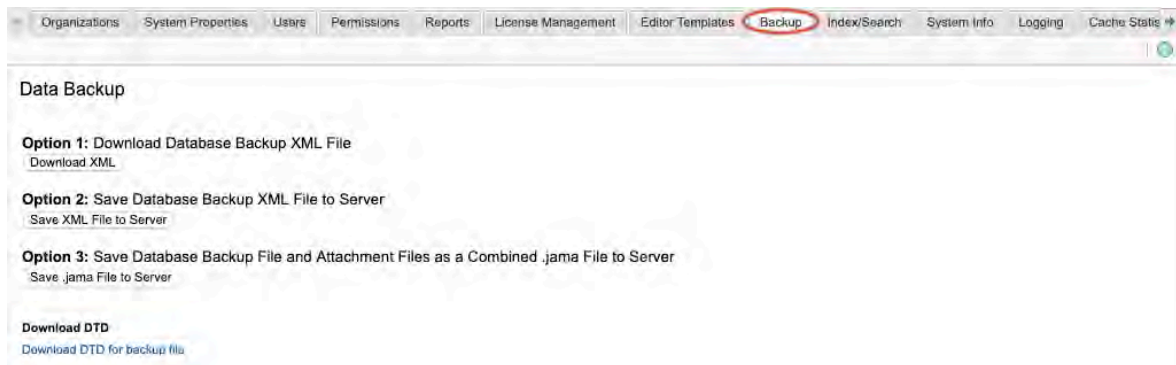 Organizations System Properties Users Permissions Reports License Management Editor Templates Backup Index/Search System Info Logging Cache Statis
Data Backup
Option 1: Download Database Backup XML File
Download XML
Option 2: Save Database Backup XML File to Server
Save XML File to Server
Option 3: Save Database Backup File and Attachment Files as a Combined .jama File to Server
Save .jama File to Server
Download DTD
Download DTD for backup file